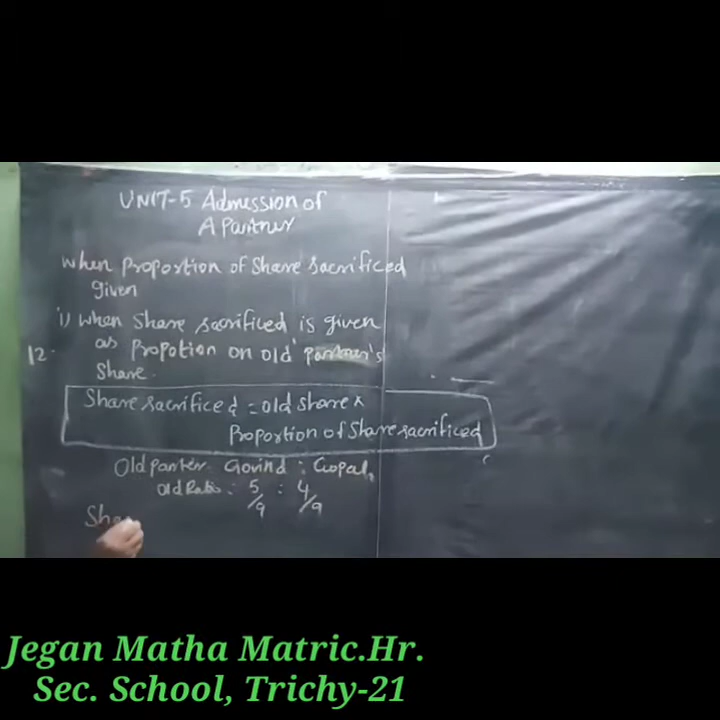 UNIT-5 Admission of
A Partner
When Proportion of Share sacrificed
given
i) When Share sacrificed is given
12. as Propotion on old partner's
Share.
Share sacrificed = old share x
Proportion of Share sacrificed
Old partner Govind : Gopal,
Old Ratio : 5/9 : 4/9
Sha
Jegan Matha Matric.Hr.
Sec. School, Trichy-21